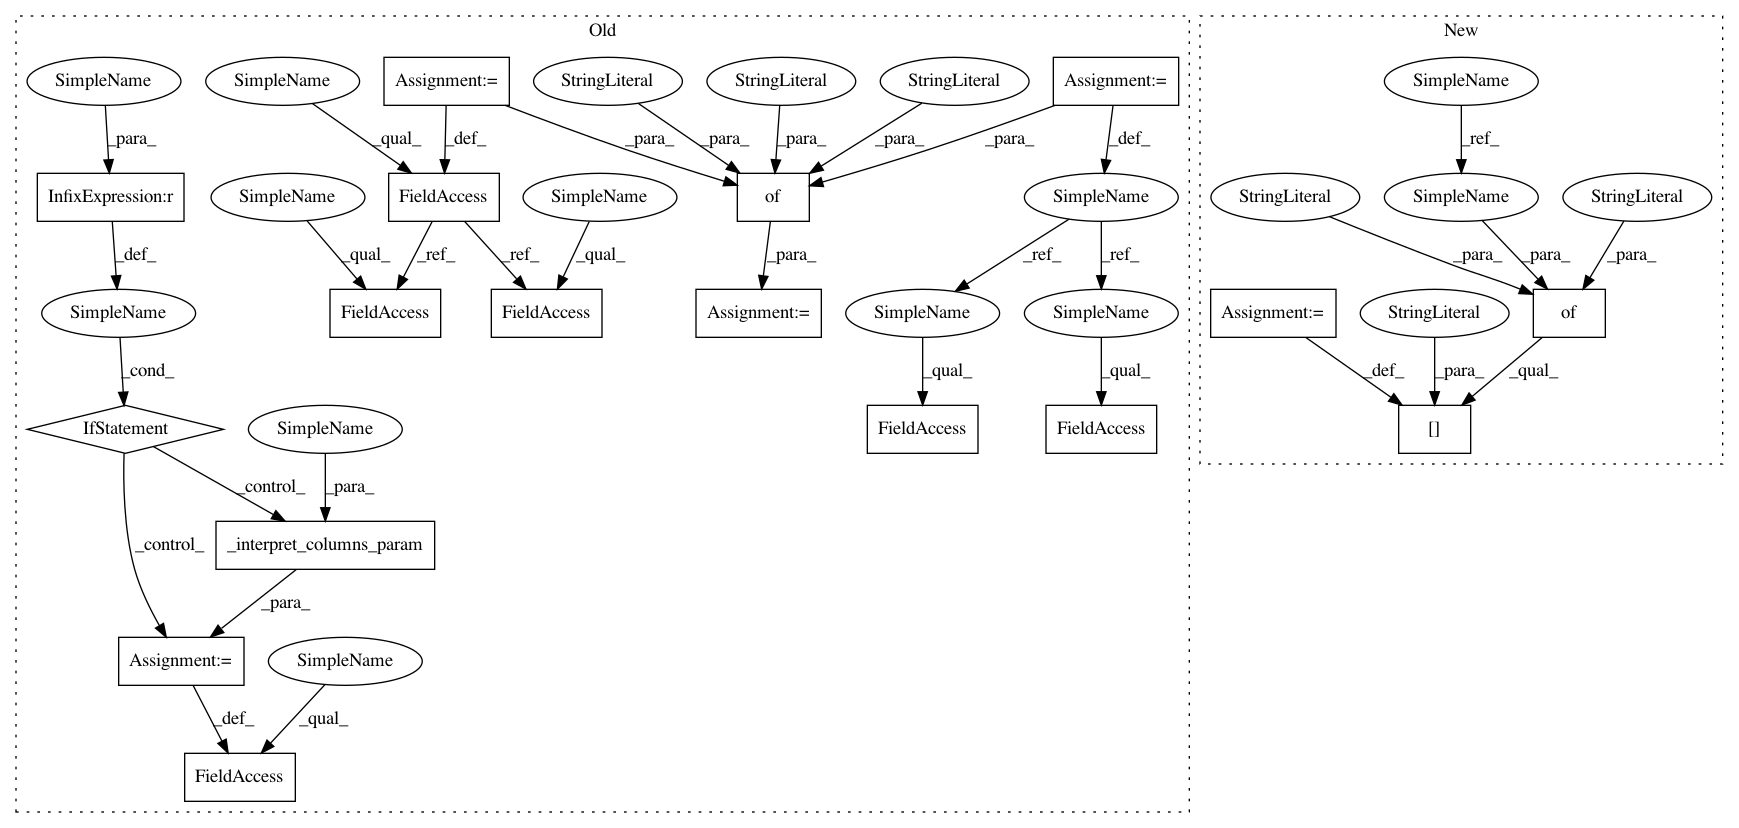 Old
New
SimpleName
SimpleName
Assignment:=
StringLiteral
StringLiteral
StringLiteral
Assignment:=
SimpleName
_para_
_qual_
_def_
_para_
_para_
_para_
_para_
_para_
_def_
_ref_
InfixExpression:r
SimpleName
FieldAccess
SimpleName
of
SimpleName
StringLiteral
SimpleName
StringLiteral
_def_
_qual_
_ref_
_ref_
_qual_
_para_
_ref_
_ref_
_para_
_para_
_para_
SimpleName
FieldAccess
FieldAccess
Assignment:=
SimpleName
SimpleName
Assignment:=
StringLiteral
of
_cond_
_qual_
_qual_
_def_
_para_
_qual_
IfStatement
SimpleName
FieldAccess
FieldAccess
[]
_control_
_para_
_control_
_interpret_columns_param
_para_
Assignment:=
SimpleName
_def_
_qual_
FieldAccess